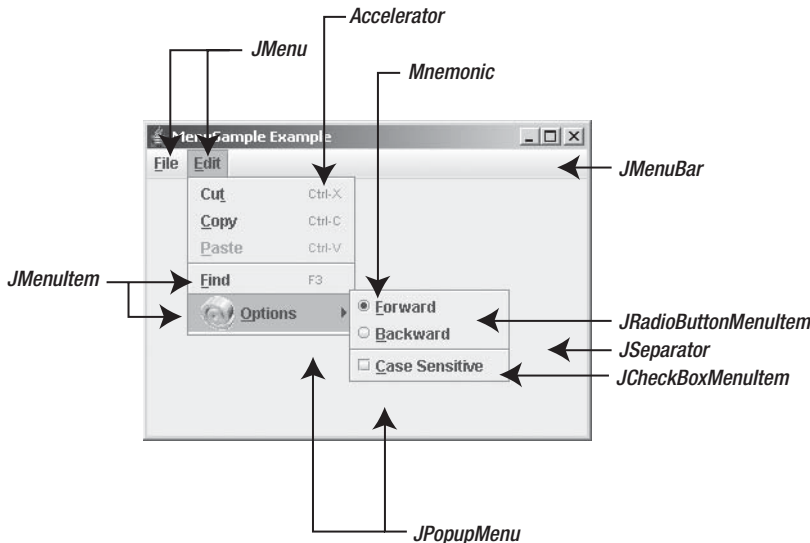 Accelerator
JMenu
Mnemonic
MenuSample Example
File Edit
JMenuBar
Cut Ctrl-X
Copy Ctrl-C
Paste Ctrl-V
JMenuItem
Find F3
Options
Forward
Backward
JRadioButtonMenuItem
JSeparator
Case Sensitive
JCheckBoxMenuItem
JPopupMenu